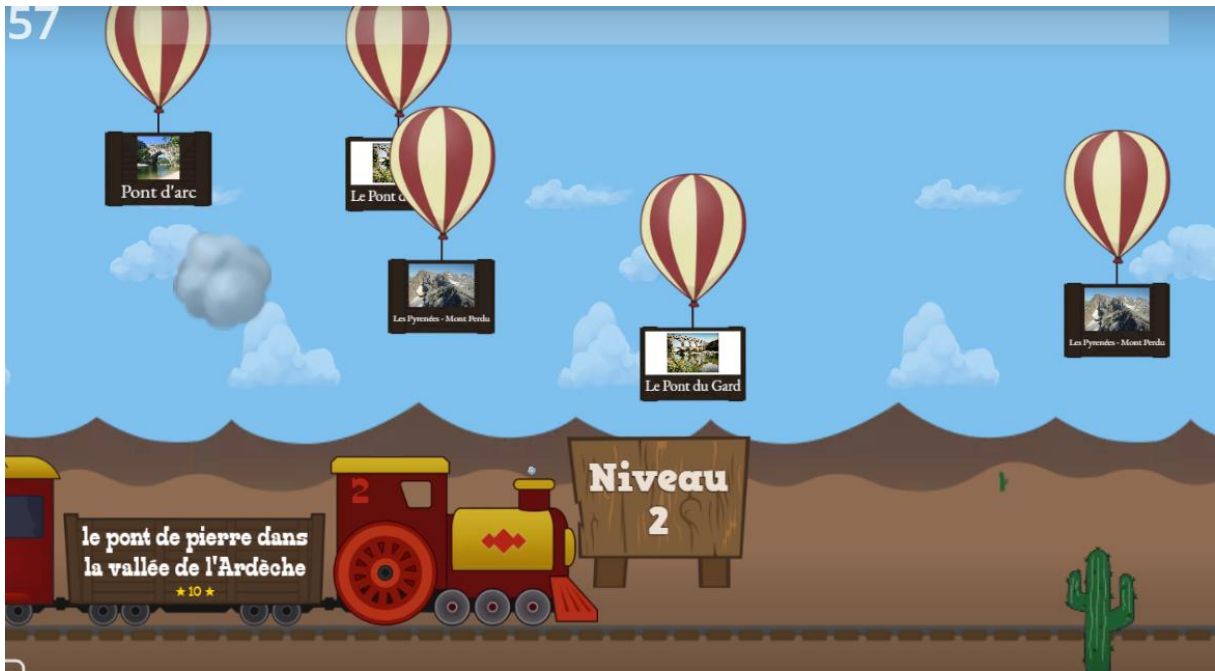 57
Pont d'arc
Le Pont d
Les Pyrenées - Mont Perdu
Le Pont du Gard
Les Pyrenées - Mont Perdu
2
Niveau
2
le pont de pierre dans
la vallée de l'Ardèche
★ 10 ★